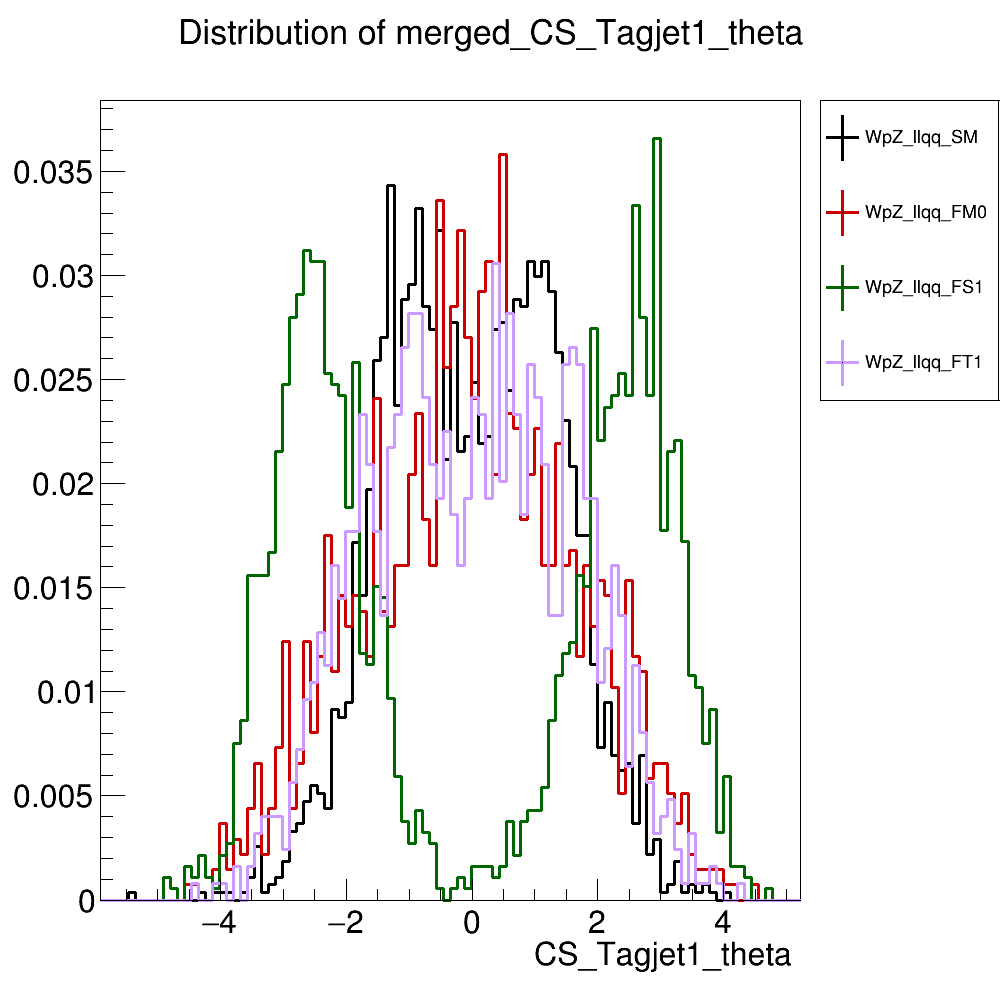 Distribution of merged_CS_Tagjet1_theta
WpZ_llqq_SM
WpZ_llqq_FM0
WpZ_llqq_FS1
WpZ_llqq_FT1
0.035
0.03
0.025
0.02
0.015
0.01
0.005
0
−4 −2 0 2 4
CS_Tagjet1_theta